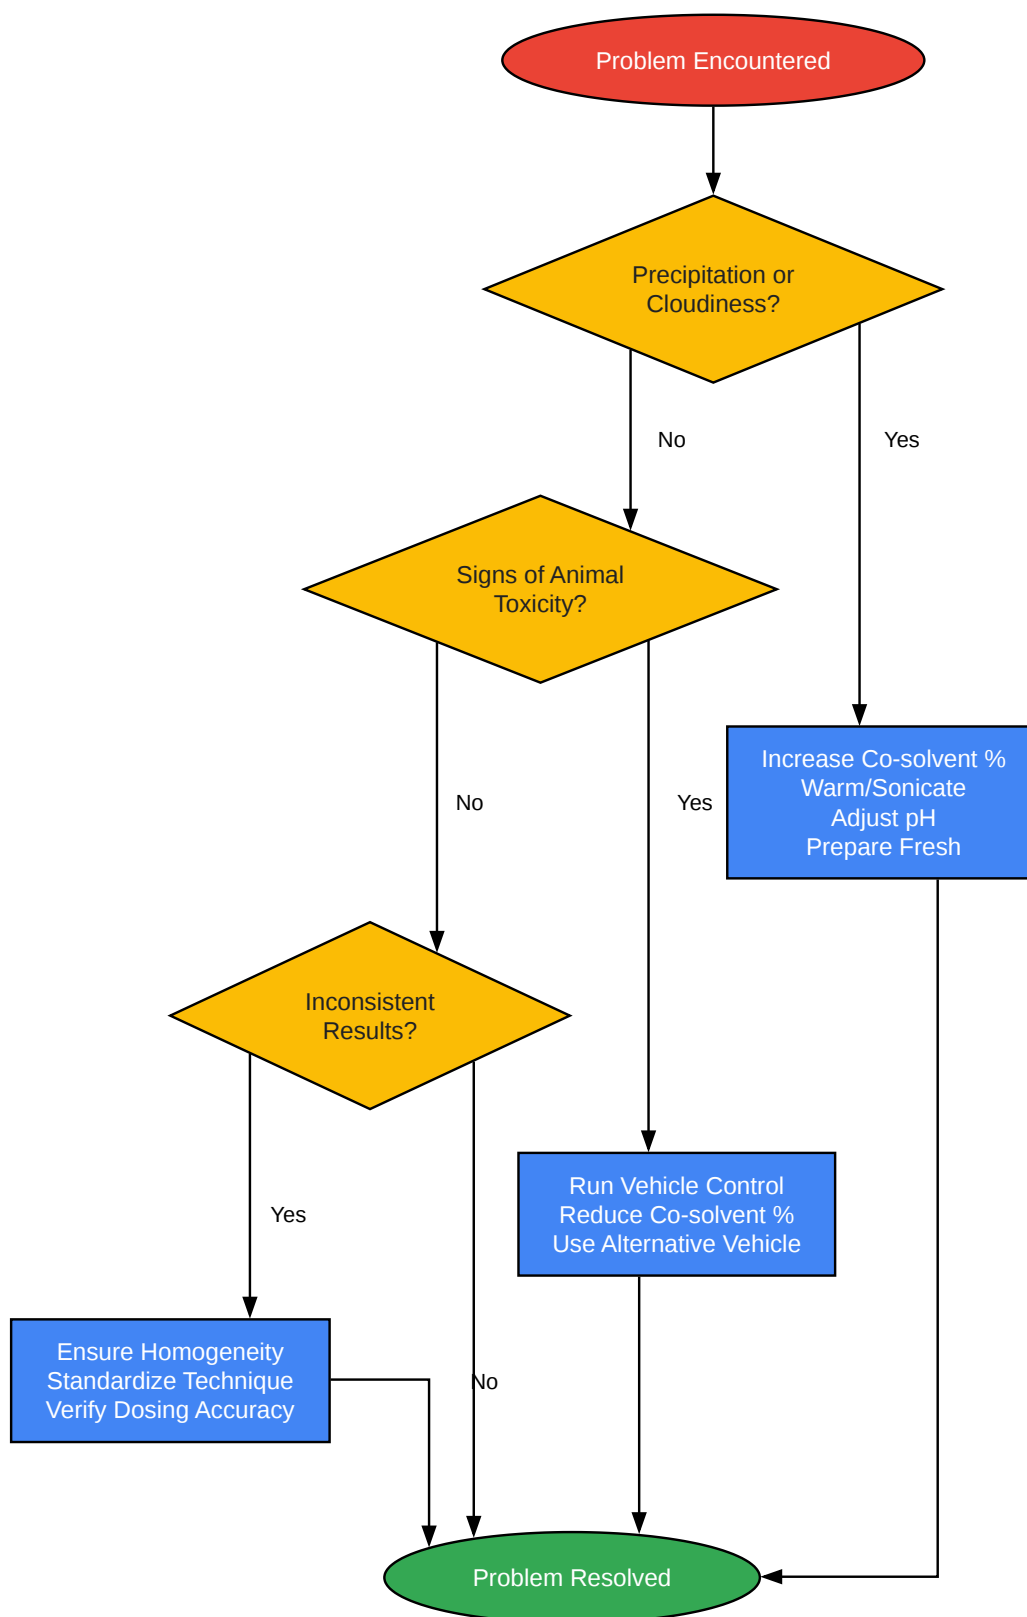 Problem Encountered
Precipitation or
Cloudiness?
No
Yes
Signs of Animal
Toxicity?
Increase Co-solvent %
Warm/Sonicate
Adjust pH
Prepare Fresh
No
Yes
Inconsistent
Results?
Run Vehicle Control
Reduce Co-solvent %
Use Alternative Vehicle
Yes
Ensure Homogeneity
Standardize Technique
Verify Dosing Accuracy
No
Problem Resolved